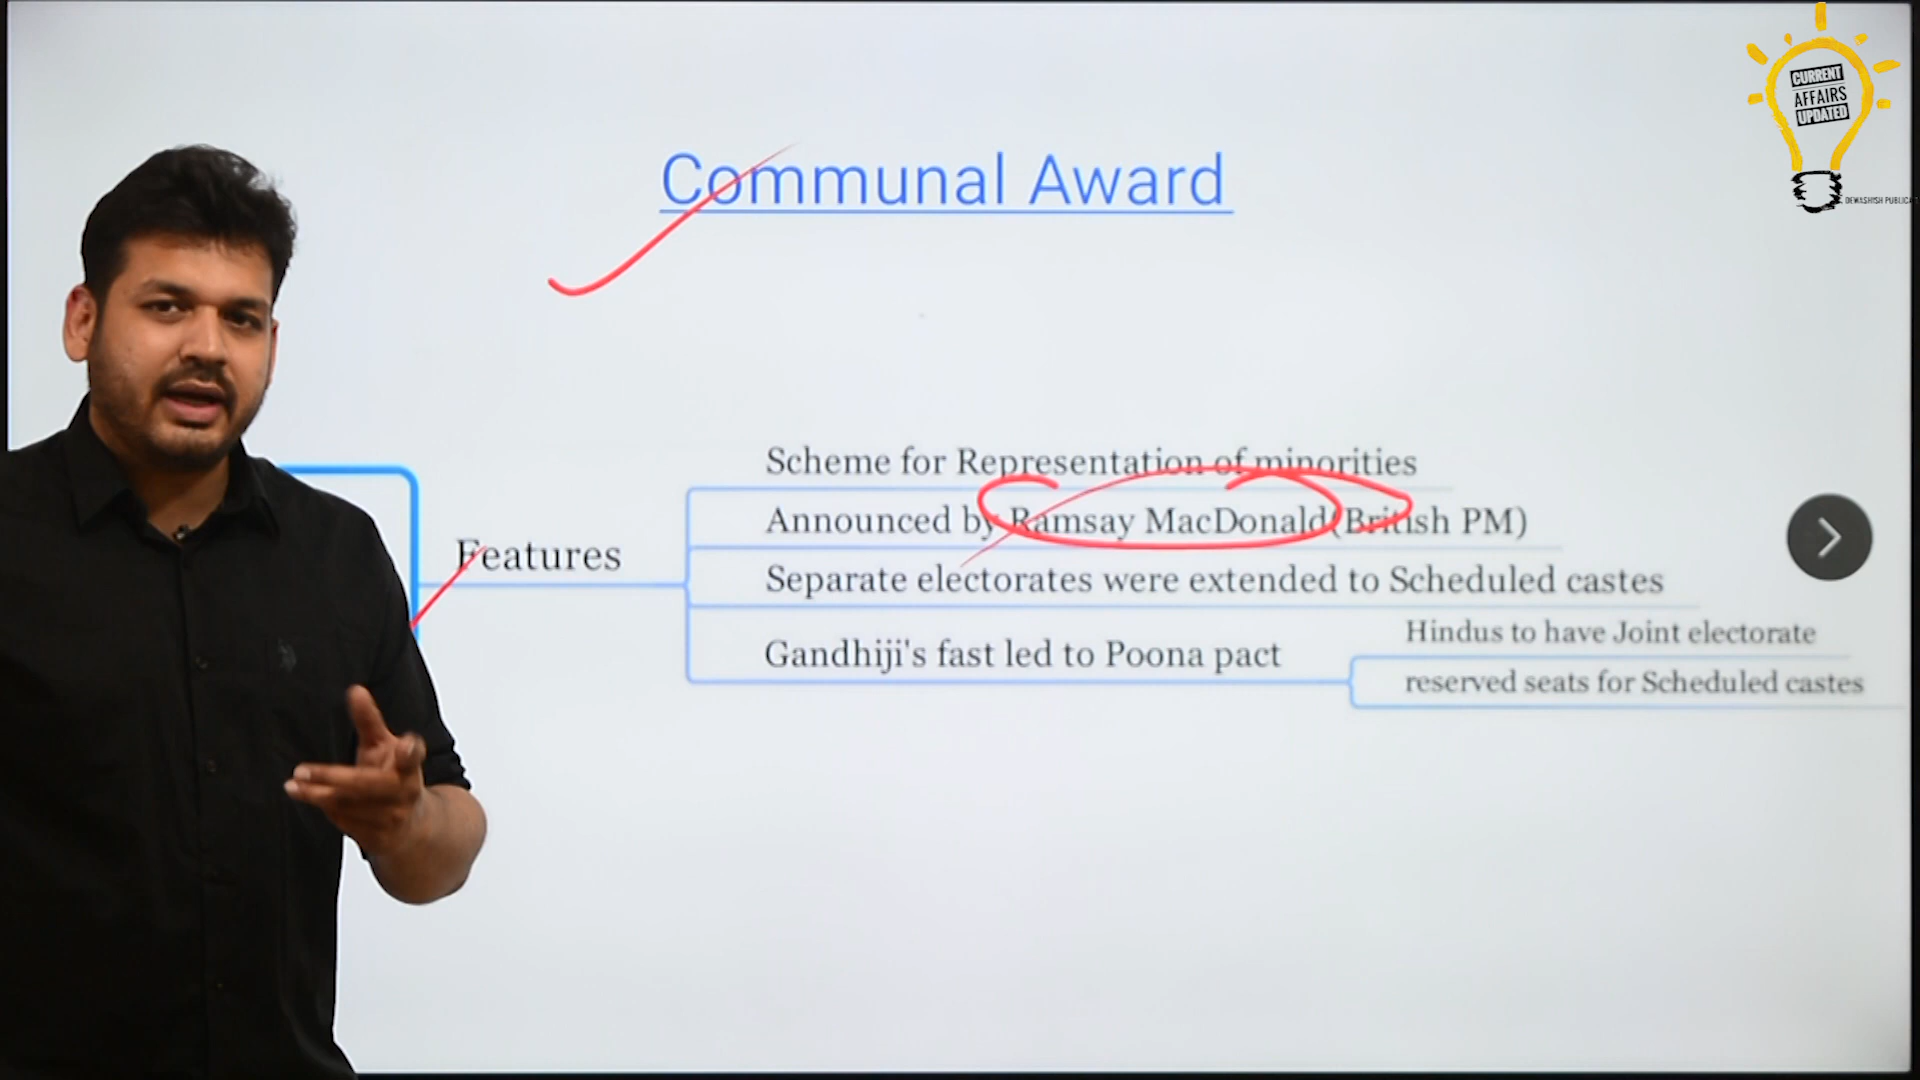 CURRENT
AFFAIRS
UPDATED
Communal Award
Scheme for Representation of minorities
Announced by Ramsay MacDonald(British PM)
Features
Separate electorates were extended to Scheduled castes
Gandhiji's fast led to Poona pact
Hindus to have Joint electorate
reserved seats for Scheduled castes